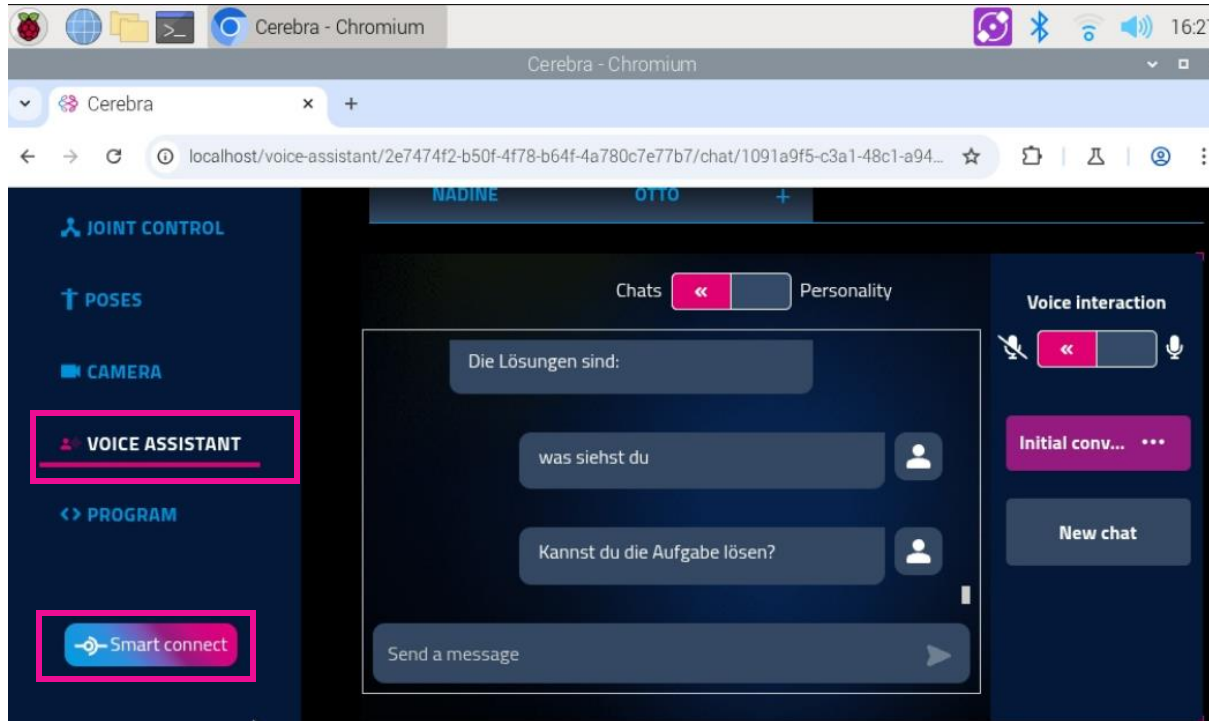 Cerebra - Chromium
16:2
Cerebra - Chromium
Cerebra
localhost/voice-assistant/2e7474f2-b50f-4f78-b64f-4a780c7e77b7/chat/1091a9f5-c3a1-48c1-a94...
NADINE OTTO +
JOINT CONTROL
POSES
CAMERA
VOICE ASSISTANT
PROGRAM
Smart connect
Chats « Personality
Die Lösungen sind:
was siehst du
Kannst du die Aufgabe lösen?
Send a message
Voice interaction
«
Initial conv... •••
New chat